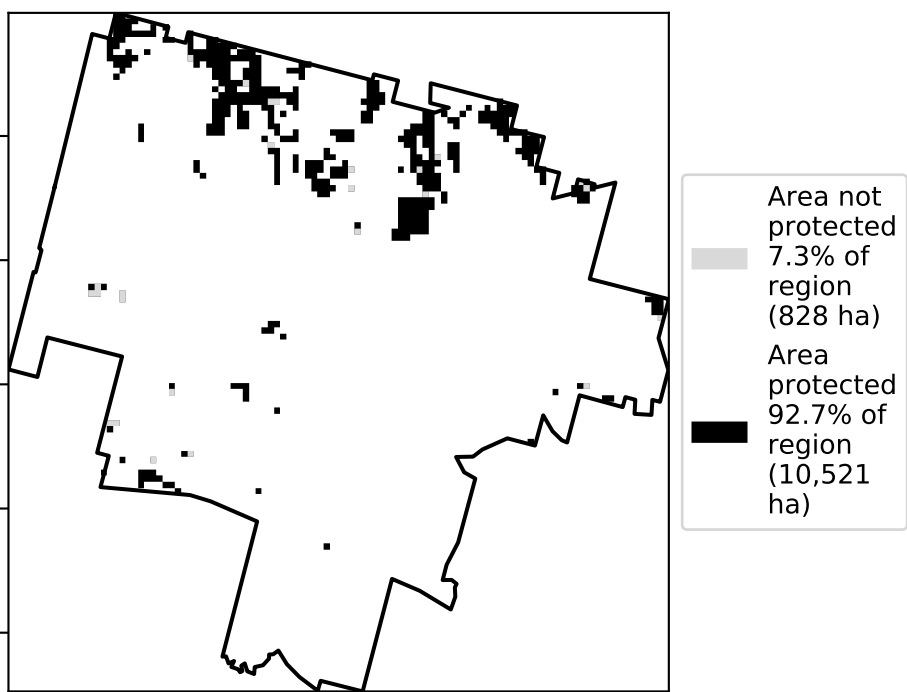 Area not
protected
7.3% of
region
(828 ha)
Area
protected
92.7% of
region
(10,521
ha)